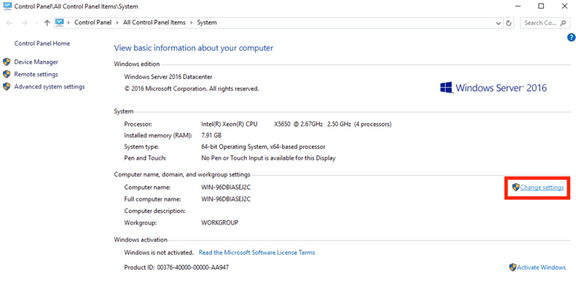 Control Panel\All Control Panel Items\System
Control Panel > All Control Panel Items > System
Search Co...
Control Panel Home
Device Manager
Remote settings
Advanced system settings
View basic information about your computer
Windows edition
Windows Server 2016 Datacenter
© 2016 Microsoft Corporation. All rights reserved.
Windows Server® 2016
System
Processor: Intel(R) Xeon(R) CPU X5650 @ 2.67GHz 2.50 GHz (4 processors)
Installed memory (RAM): 7.91 GB
System type: 64-bit Operating System, x64-based processor
Pen and Touch: No Pen or Touch Input is available for this Display
Computer name, domain, and workgroup settings
Computer name: WIN-96DBIASEJ2C
Change settings
Full computer name: WIN-96DBIASEJ2C
Computer description:
Workgroup: WORKGROUP
Windows activation
Windows is not activated. Read the Microsoft Software License Terms
Product ID: 00376-40000-00000-AA947
Activate Windows